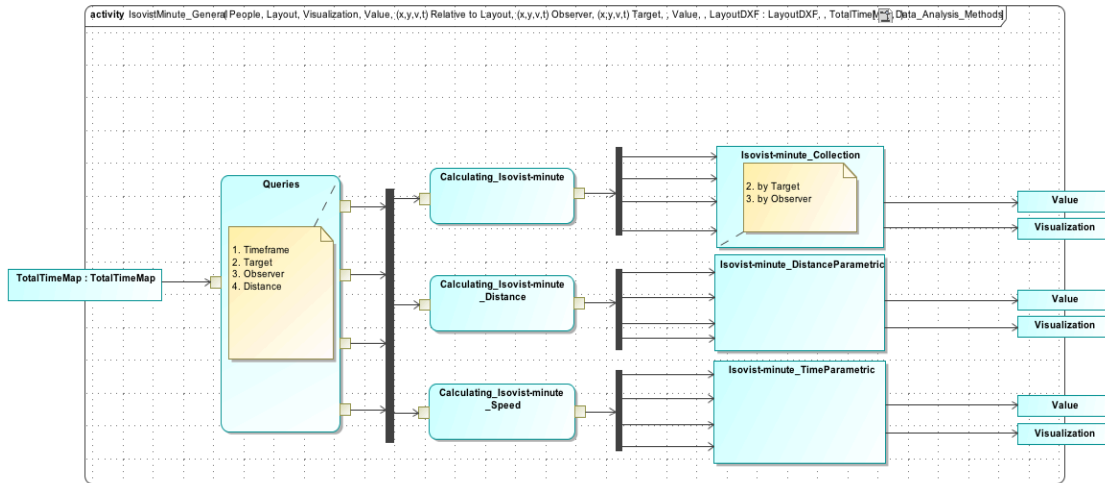 activity IsovistMinute_General[ People, Layout, Visualization, Value, (x,y,v,t) Relative to Layout, (x,y,v,t) Observer, (x,y,v,t) Target, ; Value, , LayoutDXF : LayoutDXF, , Data_Analysis_Methods]
Queries
1. Timeframe
2. Target
3. Observer
4. Distance
TotalTimeMap : TotalTimeMap
Calculating_Isovist-minute
Calculating_Isovist-minute
_Distance
Calculating_Isovist-minute
_Speed
Isovist-minute_Collection
2. by Target
3. by Observer
Isovist-minute_DistanceParametric
Isovist-minute_TimeParametric
Value
Visualization
Value
Visualization
Value
Visualization